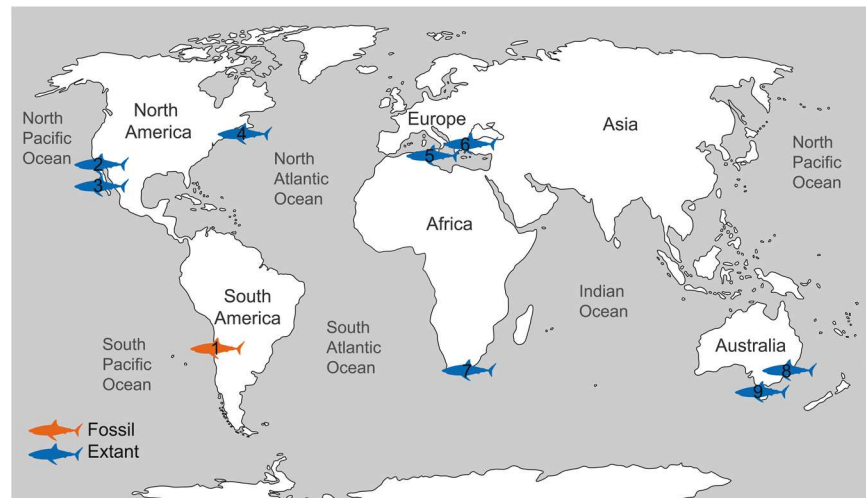 North
Pacific
Ocean
North
America
Europe
Asia
North
Pacific
Ocean
4
6
5
2
3
North
Atlantic
Ocean
Africa
South
America
Indian
Ocean
1
South
Pacific
Ocean
South
Atlantic
Ocean
Australia
7
8
9
Fossil
Extant